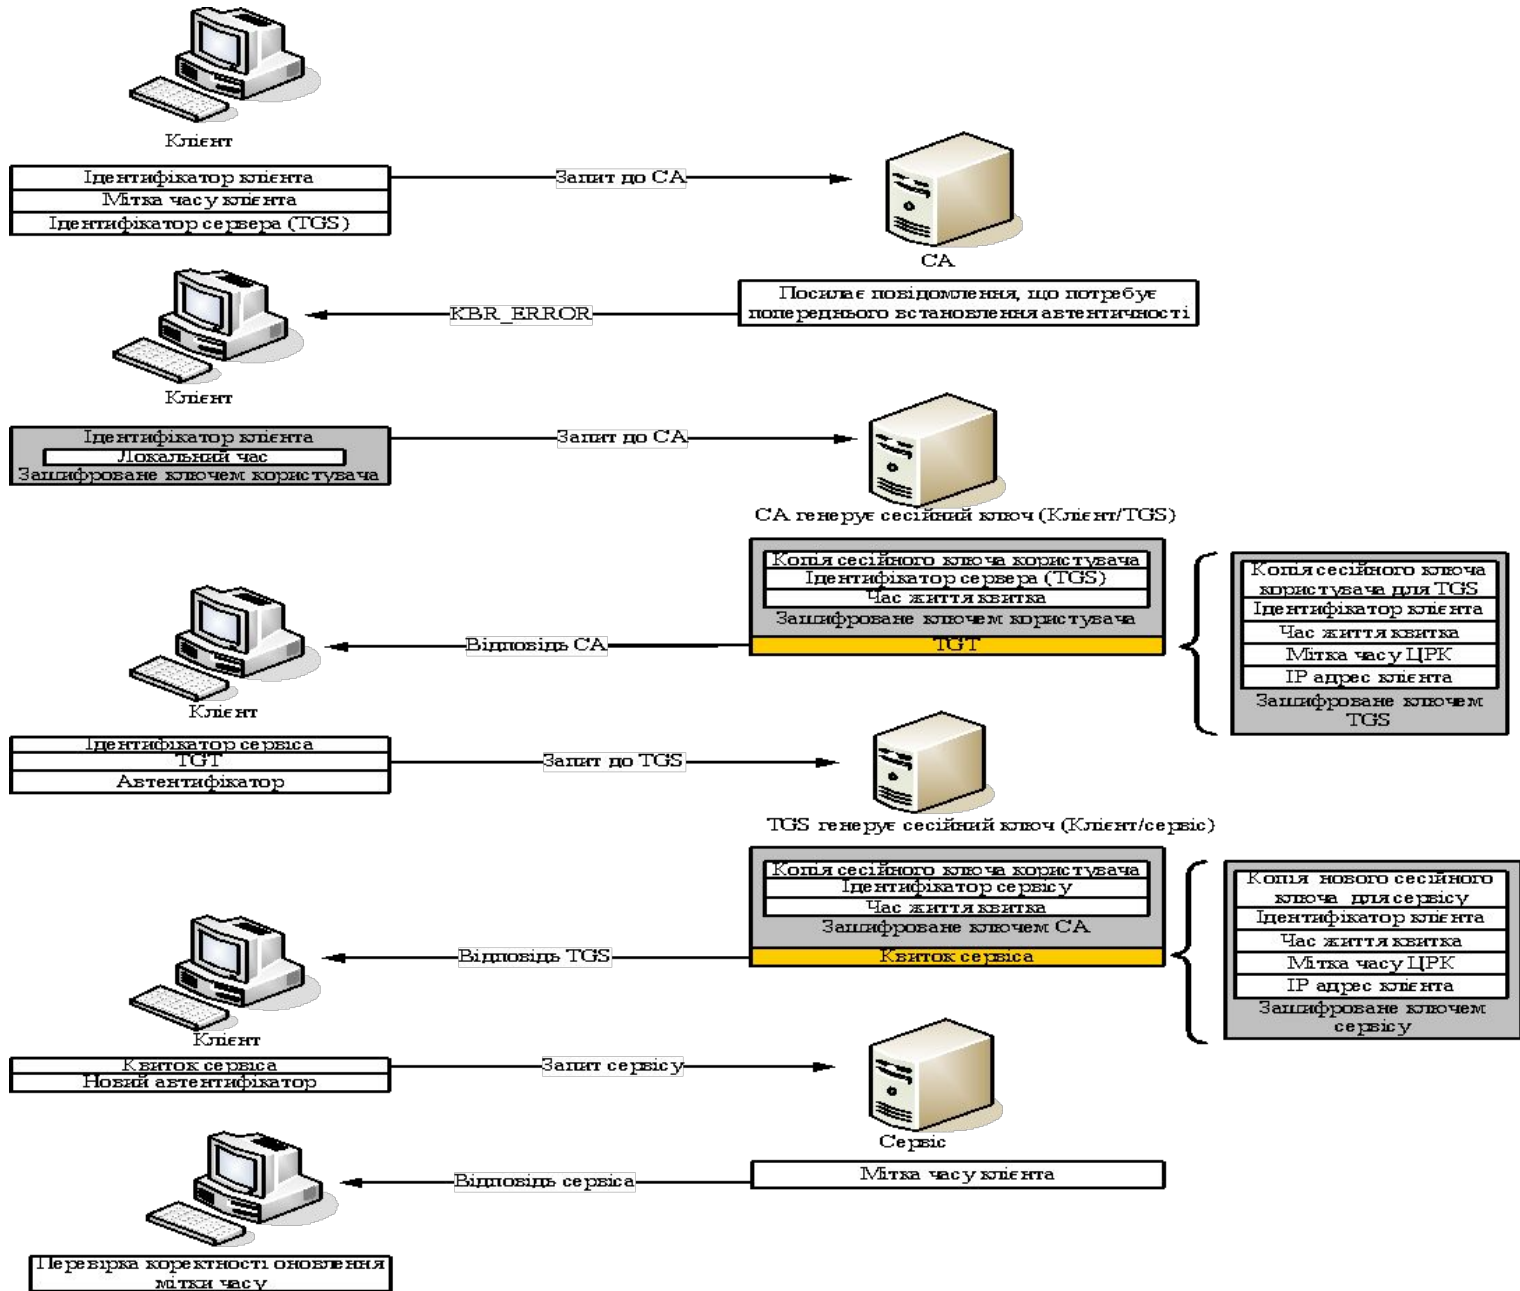 Клієнт
Ідентифікатор клієнта
Мітка часу клієнта
Ідентифікатор сервера (TGS)
Запит до СА
СА
Посилає повідомлення, що потребує
попереднього встановлення автентичності
KBR_ERROR
Клієнт
Ідентифікатор клієнта
Локальний час
Зашифроване ключем користувача
Запит до СА
СА генерує сесійний ключ (Клієнт/TGS)
Копія сесійного ключа користувача
Ідентифікатор сервера (TGS)
Час життя квитка
Зашифроване ключем користувача
TGT
Копія сесійного ключа
користувача для TGS
Ідентифікатор клієнта
Час життя квитка
Мітка часу ЦРК
IP адрес клієнта
Зашифроване ключем
TGS
Відповідь СА
Клієнт
Ідентифікатор сервіса
TGT
Автентифікатор
Запит до TGS
TGS генерує сесійний ключ (Клієнт/сервіс)
Копія сесійного ключа користувача
Ідентифікатор сервісу
Час життя квитка
Зашифроване ключем СА
Квиток сервіса
Копія нового сесійного
ключа для сервісу
Ідентифікатор клієнта
Час життя квитка
Мітка часу ЦРК
IP адрес клієнта
Зашифроване ключем
сервісу
Відповідь TGS
Клієнт
Квиток сервіса
Новий автентифікатор
Запит сервісу
Сервіс
Мітка часу клієнта
Відповідь сервіса
Перевірка коректності оновлення
мітки часу